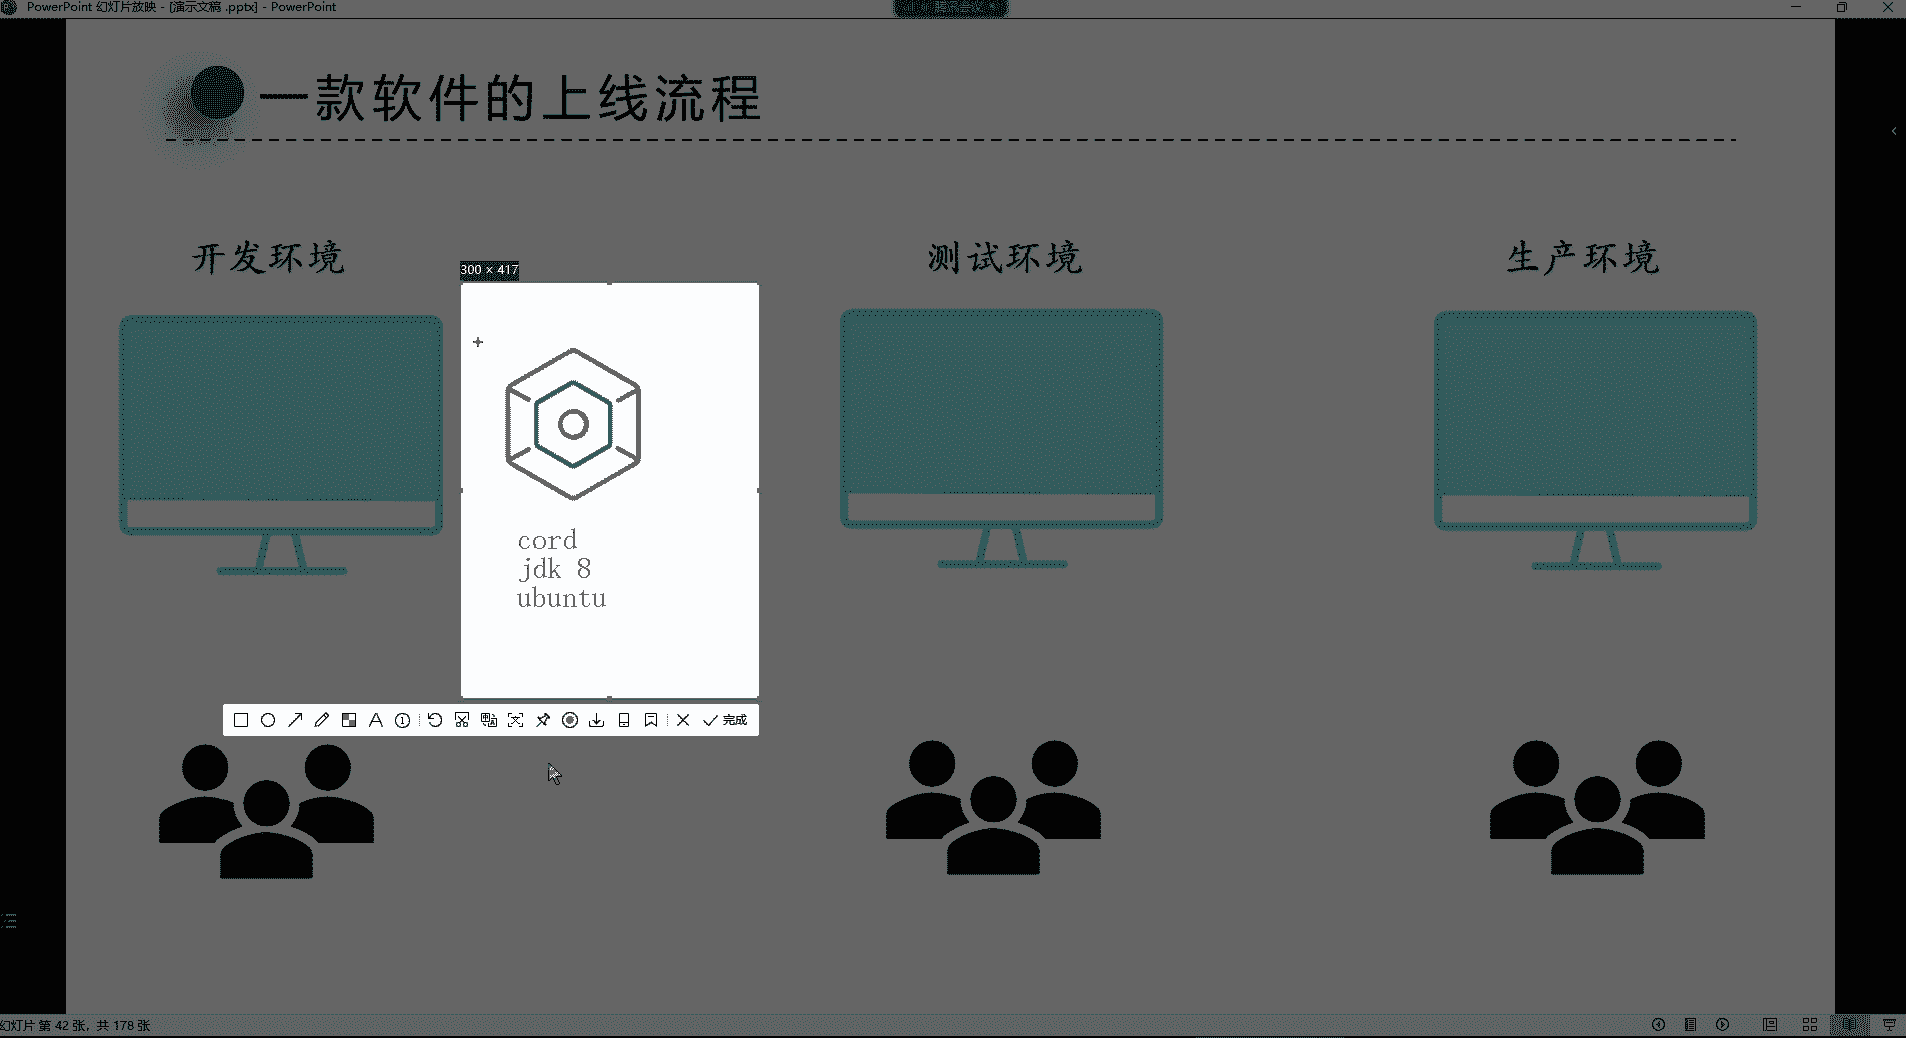 PowerPoint 幻灯片放映 - [演示文稿 .pptx] - PowerPoint
一款软件的上线流程
开发环境
测试环境
生产环境
300 × 417
cord
jdk 8
ubuntu
完成
幻灯片 第 42 张，共 178 张